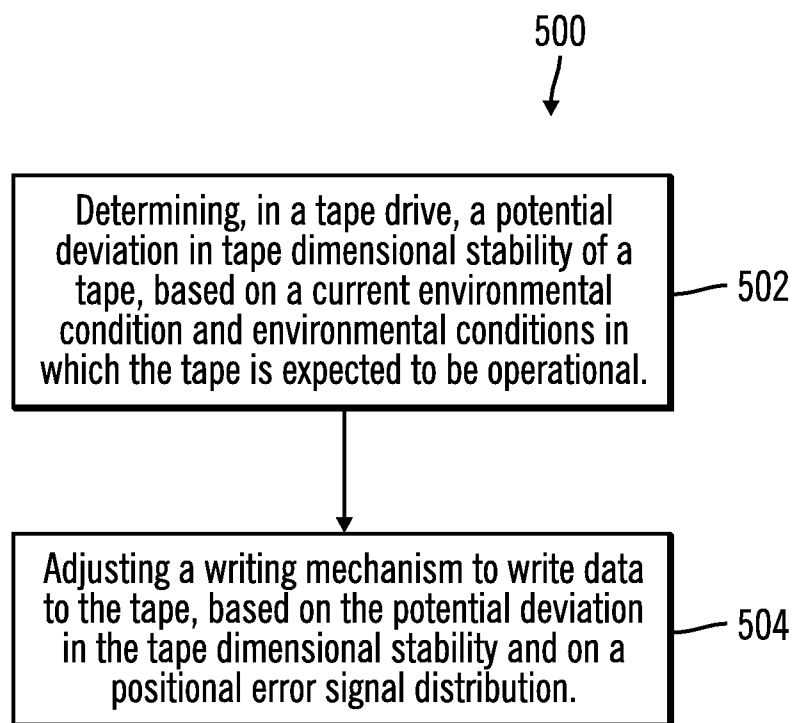 500
Determining, in a tape drive, a potential
deviation in tape dimensional stability of a
tape, based on a current environmental
condition and environmental conditions in
which the tape is expected to be operational.
502
Adjusting a writing mechanism to write data
to the tape, based on the potential deviation
in the tape dimensional stability and on a
positional error signal distribution.
504